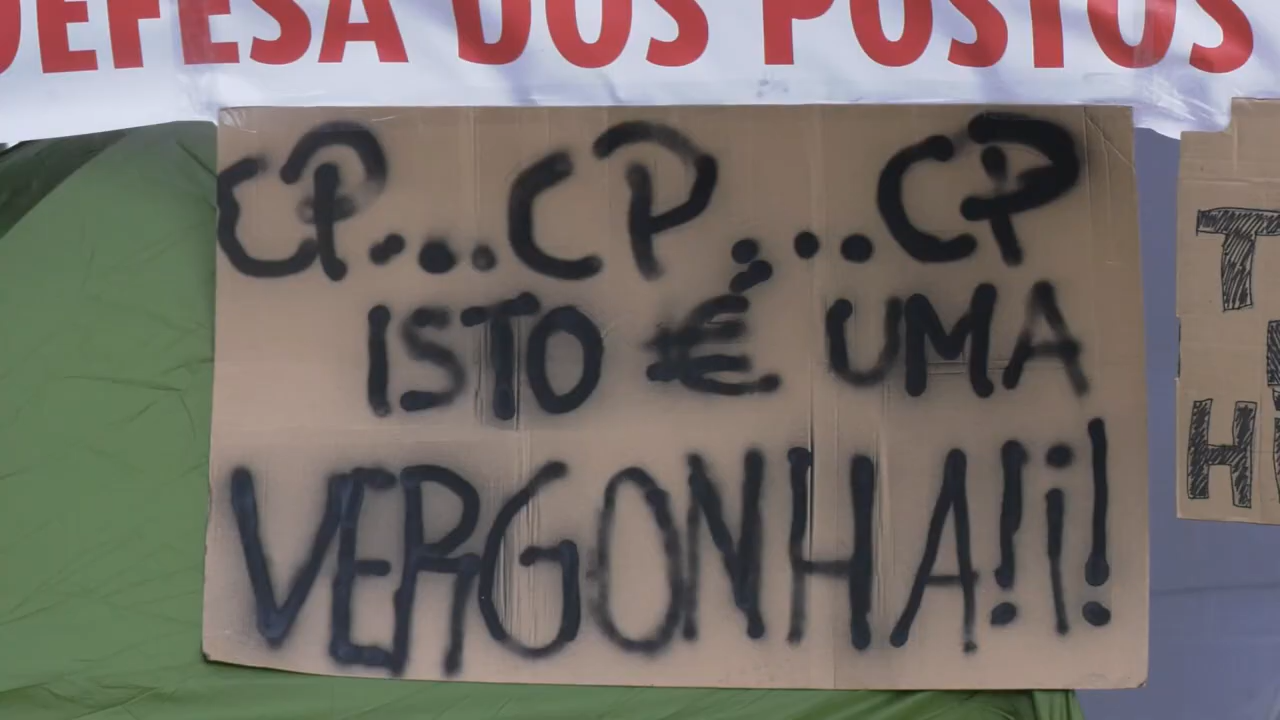 DEFESA DOS POSTOS
CP...CP...CP
ISTO É UMA
VERGONHA!¡!
T
H